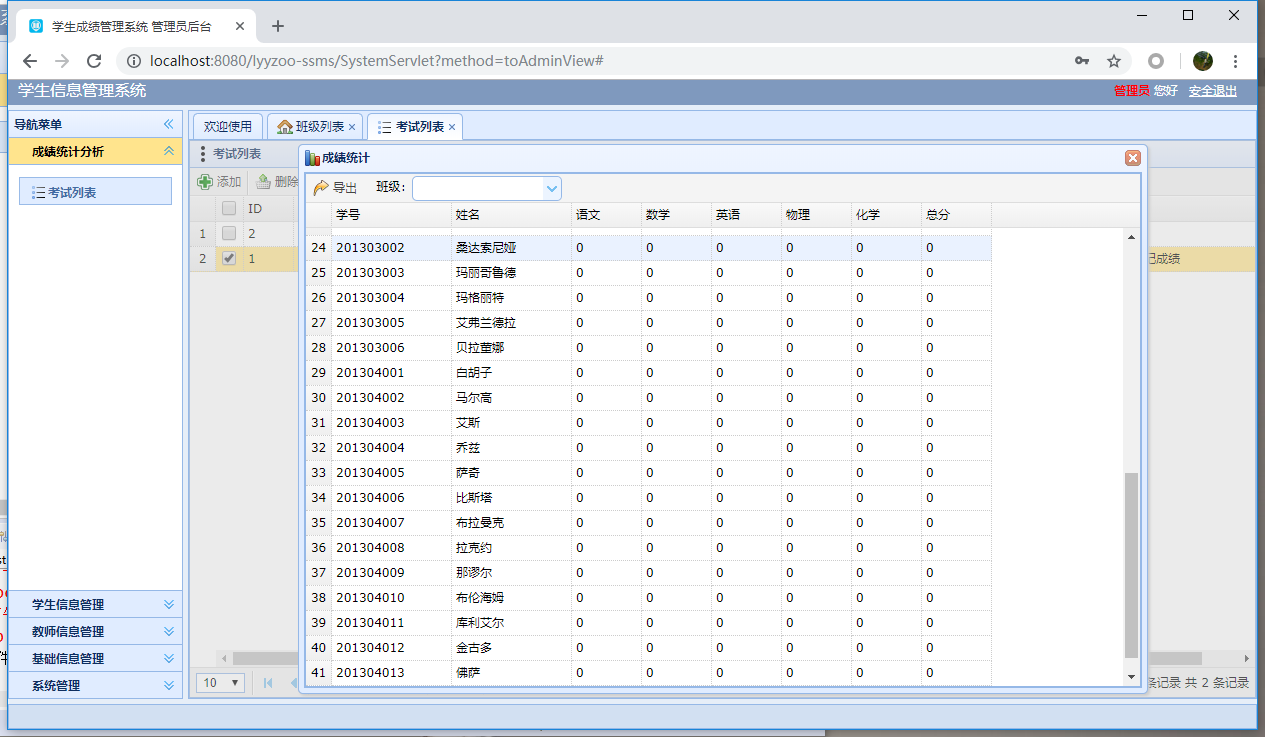 学生成绩管理系统 管理员后台
localhost:8080/lyyzoo-ssms/SystemServlet?method=toAdminView#
学生信息管理系统 管理员 您好 安全退出
导航菜单
成绩统计分析
考试列表
学生信息管理
教师信息管理
基础信息管理
系统管理
欢迎使用 班级列表 考试列表
考试列表
添加 删除
ID
1 2
2 1 记成绩
10
条记录 共 2 条记录
成绩统计
导出 班级:
学号 姓名 语文 数学 英语 物理 化学 总分
24 201303002 桑达索尼娅 0 0 0 0 0 0
25 201303003 玛丽哥鲁德 0 0 0 0 0 0
26 201303004 玛格丽特 0 0 0 0 0 0
27 201303005 艾弗兰德拉 0 0 0 0 0 0
28 201303006 贝拉董娜 0 0 0 0 0 0
29 201304001 白胡子 0 0 0 0 0 0
30 201304002 马尔高 0 0 0 0 0 0
31 201304003 艾斯 0 0 0 0 0 0
32 201304004 乔兹 0 0 0 0 0 0
33 201304005 萨奇 0 0 0 0 0 0
34 201304006 比斯塔 0 0 0 0 0 0
35 201304007 布拉曼克 0 0 0 0 0 0
36 201304008 拉克约 0 0 0 0 0 0
37 201304009 那谬尔 0 0 0 0 0 0
38 201304010 布伦海姆 0 0 0 0 0 0
39 201304011 库利艾尔 0 0 0 0 0 0
40 201304012 金古多 0 0 0 0 0 0
41 201304013 佛萨 0 0 0 0 0 0